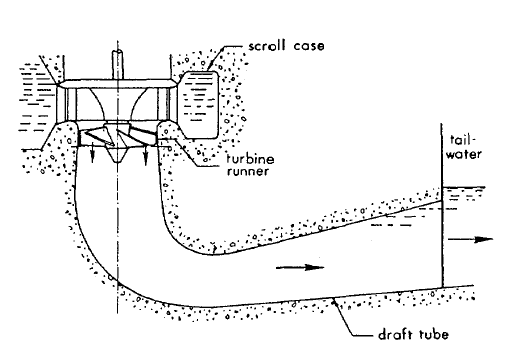 scroll case
tail-
water
turbine
runner
draft tube